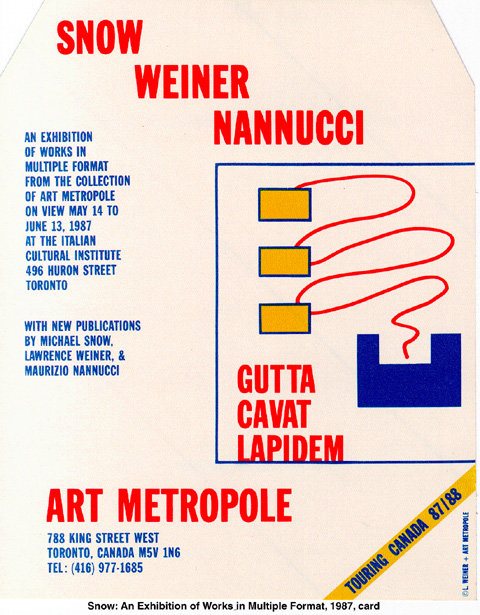 SNOW
WEINER
NANNUCCI
AN EXHIBITION
OF WORKS IN
MULTIPLE FORMAT
FROM THE COLLECTION
OF ART METROPOLE
ON VIEW MAY 14 TO
JUNE 13, 1987
AT THE ITALIAN
CULTURAL INSTITUTE
496 HURON STREET
TORONTO
WITH NEW PUBLICATIONS
BY MICHAEL SNOW,
LAWRENCE WEINER, &
MAURIZIO NANNUCCI
GUTTA
CAVAT
LAPIDEM
ART METROPOLE
788 KING STREET WEST
TORONTO, CANADA M5V 1N6
TEL: (416) 977-1685
TOURING CANADA 87/88
© L. WEINER + ART METROPOLE
Snow: An Exhibition of Works in Multiple Format, 1987, card